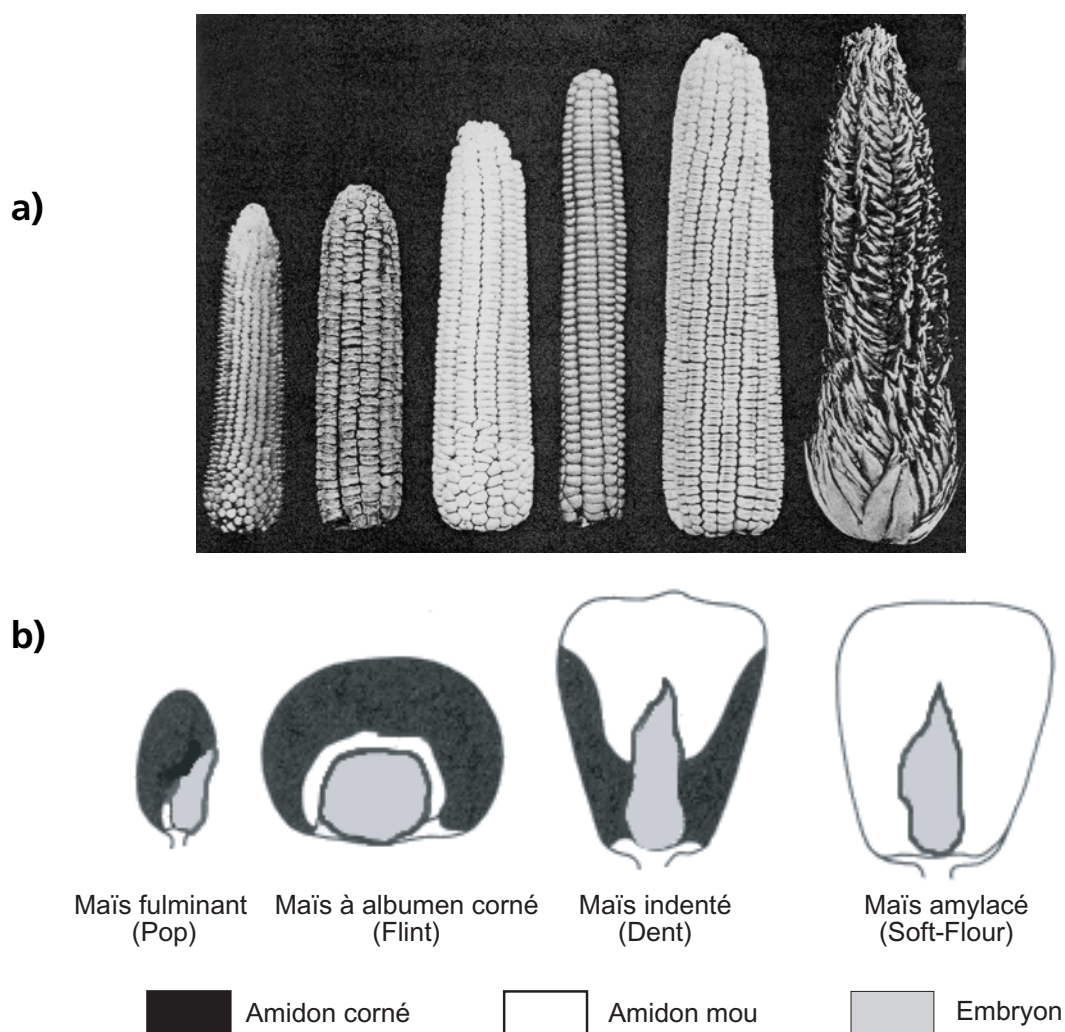 a)
b)
Maïs fulminant
(Pop)
Maïs à albumen corné
(Flint)
Maïs indenté
(Dent)
Maïs amylacé
(Soft-Flour)
Amidon corné
Amidon mou
Embryon